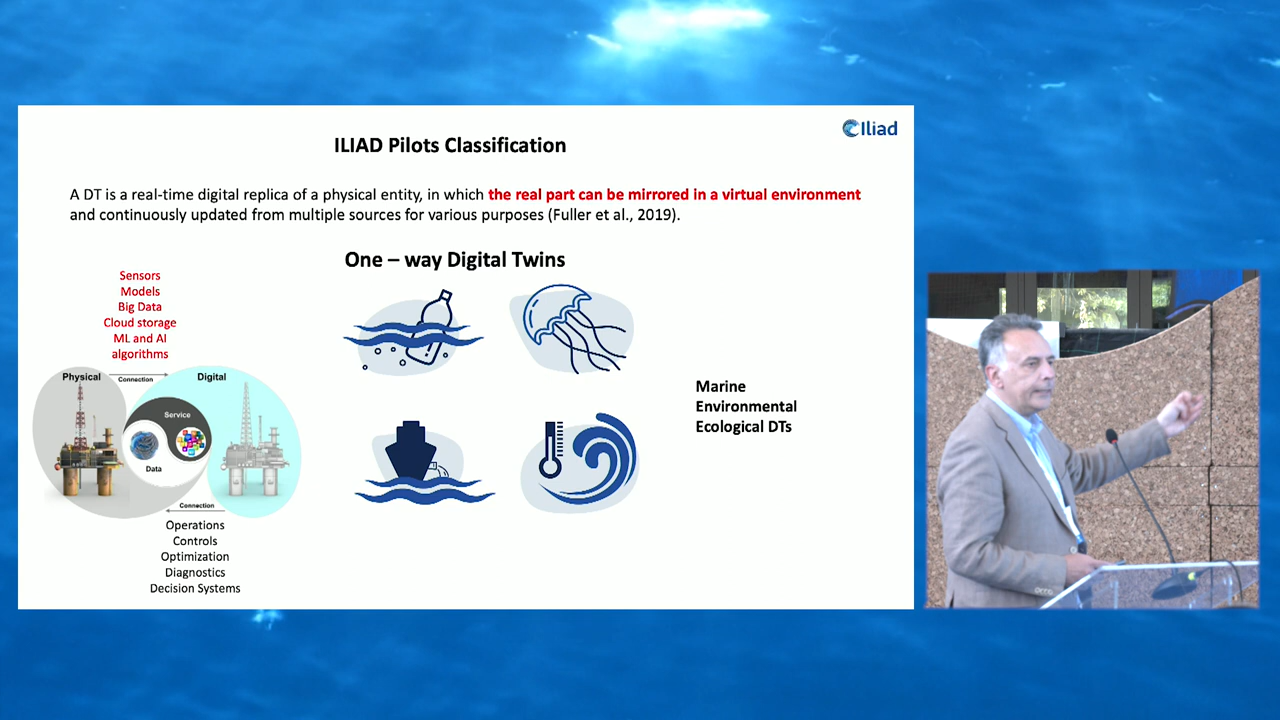 Iliad
ILIAD Pilots Classification
A DT is a real-time digital replica of a physical entity, in which the real part can be mirrored in a virtual environment
and continuously updated from multiple sources for various purposes (Fuller et al., 2019).
One – way Digital Twins
Sensors
Models
Big Data
Cloud storage
ML and AI
algorithms
Physical
Connection
Digital
Service
Data
Connection
Operations
Controls
Optimization
Diagnostics
Decision Systems
Marine
Environmental
Ecological DTs